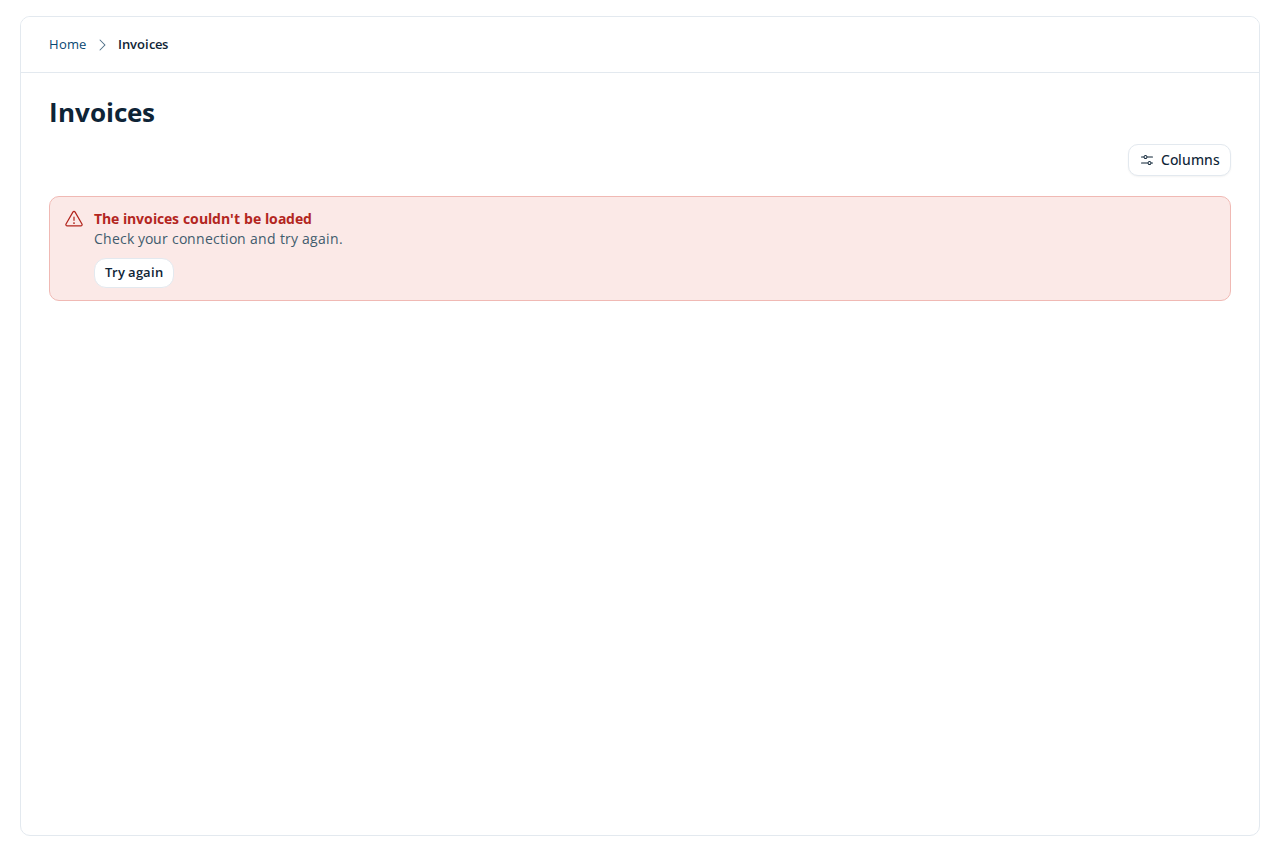 Home
Invoices
Invoices
Columns
The invoices couldn't be loaded
Check your connection and try again.
Try again